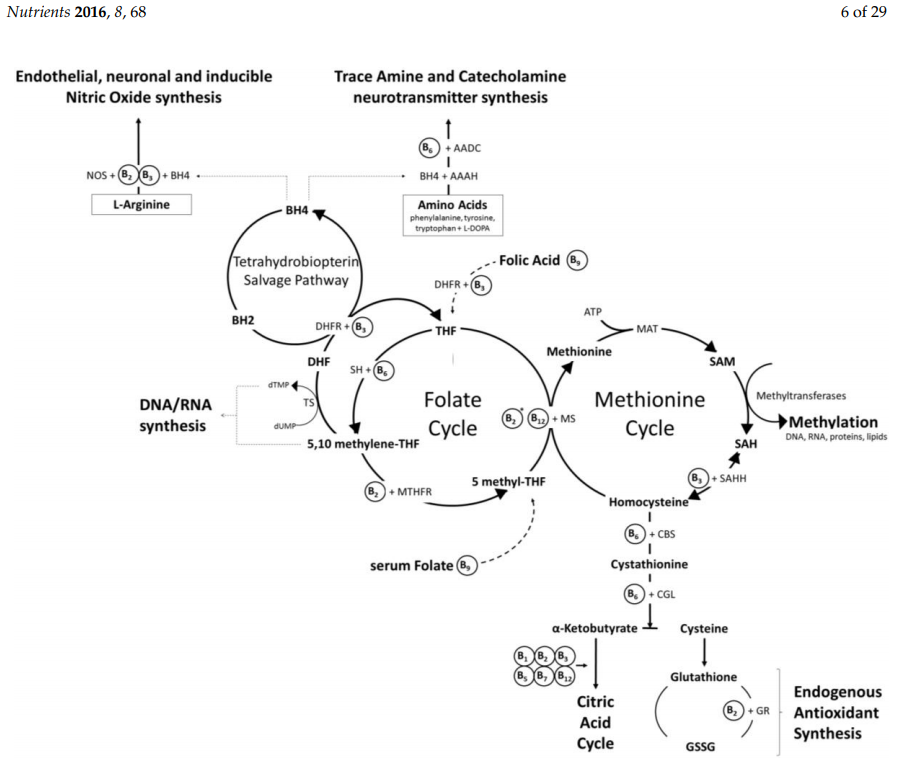 Nutrients 2016, 8, 68
6 of 29
Endothelial, neuronal and inducible
Nitric Oxide synthesis
Trace Amine and Catecholamine
neurotransmitter synthesis
B6 + AADC
NOS + B2 B3 + BH4
BH4 + AAAH
L-Arginine
Amino Acids
phenylalanine, tyrosine,
tryptophan + L-DOPA
BH4
Tetrahydrobiopterin
Salvage Pathway
Folic Acid B9
DHFR + B3
BH2
DHFR + B3
THF
ATP
MAT
Methionine
SAM
DHF
SH + B6
dTMP
TS
dUMP
DNA/RNA
synthesis
Folate
Cycle
B2* B12 + MS
Methionine
Cycle
Methyltransferases
Methylation
DNA, RNA, proteins, lipids
SAH
5,10 methylene-THF
B3 + SAHH
B2 + MTHFR
5 methyl-THF
Homocysteine
B6 + CBS
serum Folate B9
Cystathionine
B6 + CGL
α-Ketobutyrate
Cysteine
B1 B2 B3
B5 B7 B12
Glutathione
Citric
Acid
Cycle
B2 + GR
GSSG
Endogenous
Antioxidant
Synthesis